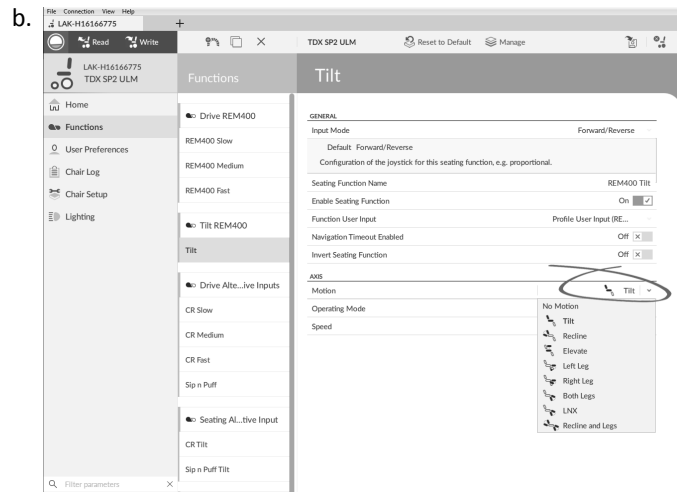 b.
File Connection View Help
LAK-H16166775 +
Read Write TDX SP2 ULM Reset to Default Manage
LAK-H16166775
TDX SP2 ULM
Functions
Tilt
Home
Functions
User Preferences
Chair Log
Chair Setup
Lighting
Filter parameters
Drive REM400
REM400 Slow
REM400 Medium
REM400 Fast
Tilt REM400
Tilt
Drive Alte...ive Inputs
CR Slow
CR Medium
CR Fast
Sip n Puff
Seating Al...tive Input
CR Tilt
Sip n Puff Tilt
GENERAL
Input Mode Forward/Reverse
Default Forward/Reverse
Configuration of the joystick for this seating function, e.g. proportional.
Seating Function Name REM400 Tilt
Enable Seating Function On
Function User Input Profile User Input (RE...
Navigation Timeout Enabled Off
Invert Seating Function Off
AXIS
Motion Tilt
Operating Mode
Speed
No Motion
Tilt
Recline
Elevate
Left Leg
Right Leg
Both Legs
LNX
Recline and Legs